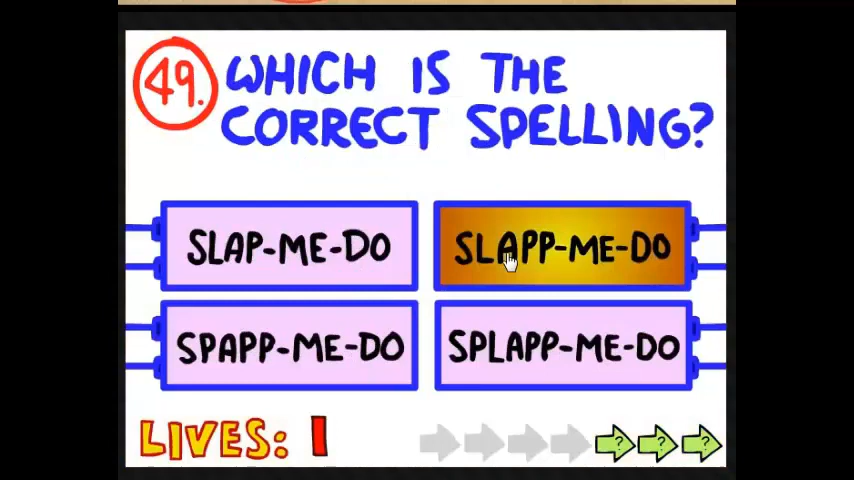 49. WHICH IS THE
CORRECT SPELLING?
SLAP-ME-DO
SLAPP-ME-DO
SPAPP-ME-DO
SPLAPP-ME-DO
LIVES: 1
? ? ?